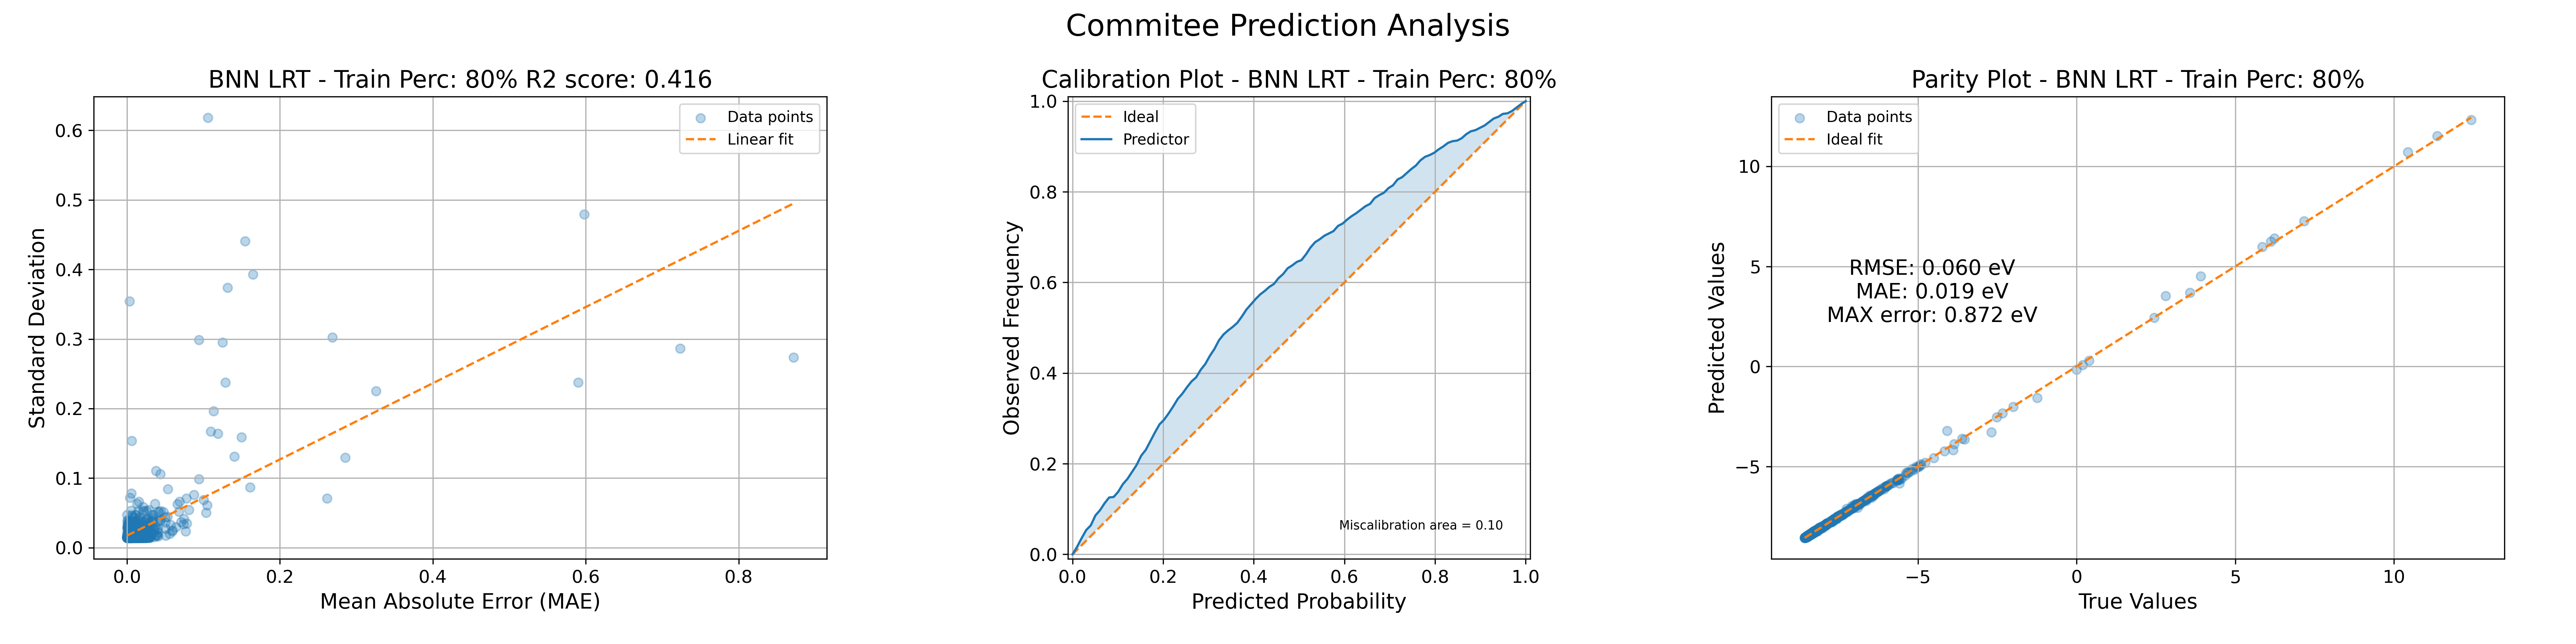 Commitee Prediction Analysis
BNN LRT - Train Perc: 80% R2 score: 0.416
Data points
Linear fit
Standard Deviation
0.6
0.5
0.4
0.3
0.2
0.1
0.0
0.0 0.2 0.4 0.6 0.8
Mean Absolute Error (MAE)
Calibration Plot - BNN LRT - Train Perc: 80%
Ideal
Predictor
Observed Frequency
1.0
0.8
0.6
0.4
0.2
0.0
Miscalibration area = 0.10
0.0 0.2 0.4 0.6 0.8 1.0
Predicted Probability
Parity Plot - BNN LRT - Train Perc: 80%
Data points
Ideal fit
Predicted Values
10
5
0
−5
RMSE: 0.060 eV
MAE: 0.019 eV
MAX error: 0.872 eV
−5 0 5 10
True Values